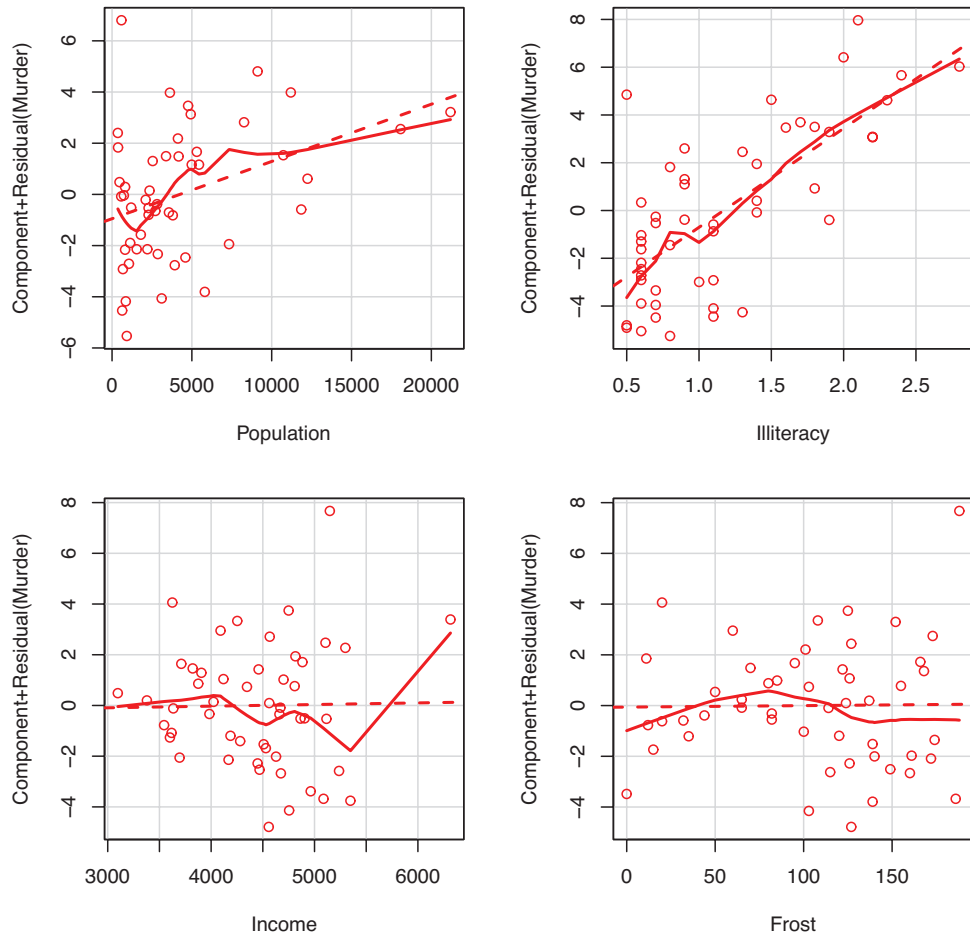 Component+Residual(Murder)
6
4
2
0
−2
−4
−6
0 5000 10000 15000 20000
Population
Component+Residual(Murder)
8
6
4
2
0
−2
−4
0.5 1.0 1.5 2.0 2.5
Illiteracy
Component+Residual(Murder)
8
6
4
2
0
−2
−4
3000 4000 5000 6000
Income
Component+Residual(Murder)
8
6
4
2
0
−2
−4
0 50 100 150
Frost